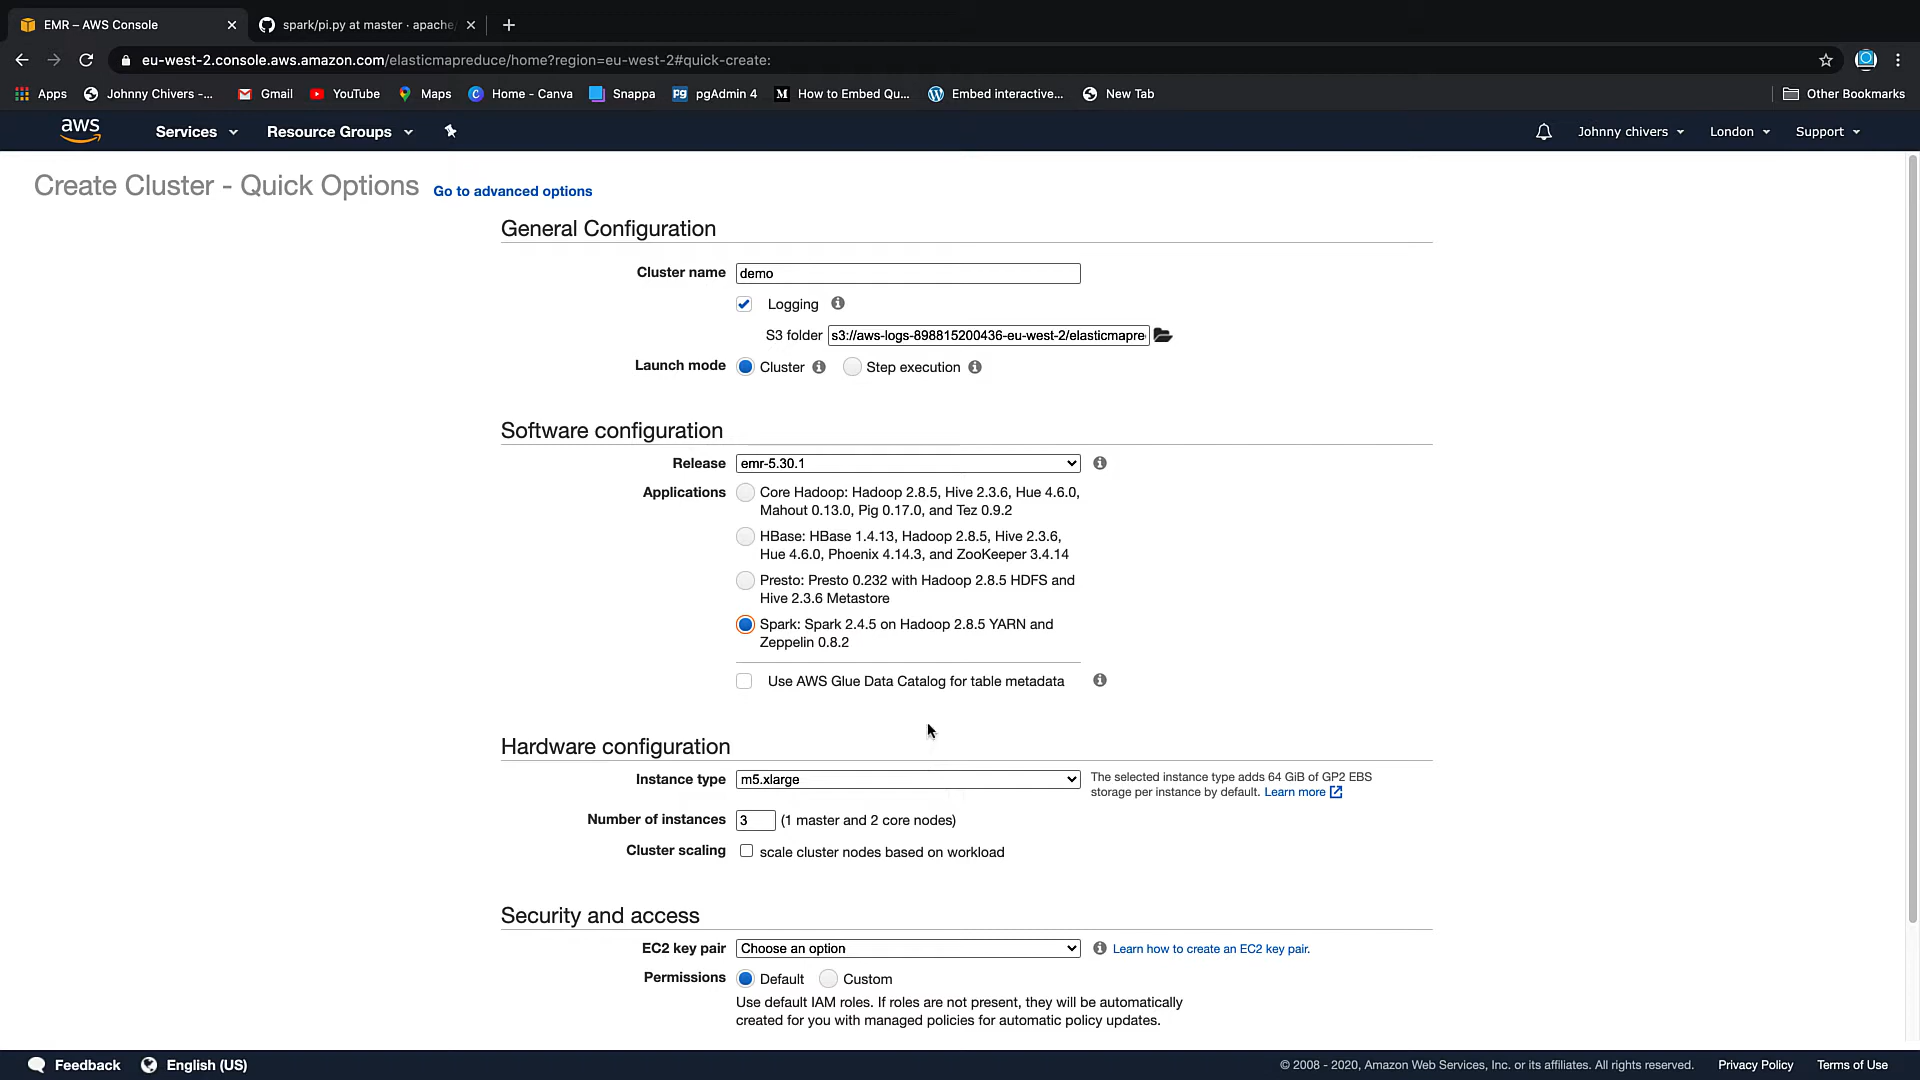 EMR – AWS Console
spark/pi.py at master · apache/
eu-west-2.console.aws.amazon.com/elasticmapreduce/home?region=eu-west-2#quick-create:
Apps
Johnny Chivers -...
Gmail
YouTube
Maps
Home - Canva
Snappa
pgAdmin 4
How to Embed Qu...
Embed interactive...
New Tab
Other Bookmarks
aws
Services
Resource Groups
Johnny chivers
London
Support
Create Cluster - Quick Options
Go to advanced options
General Configuration
Cluster name
demo
Logging
S3 folder
s3://aws-logs-898815200436-eu-west-2/elasticmapre
Launch mode
Cluster
Step execution
Software configuration
Release
emr-5.30.1
Applications
Core Hadoop: Hadoop 2.8.5, Hive 2.3.6, Hue 4.6.0,
Mahout 0.13.0, Pig 0.17.0, and Tez 0.9.2
HBase: HBase 1.4.13, Hadoop 2.8.5, Hive 2.3.6,
Hue 4.6.0, Phoenix 4.14.3, and ZooKeeper 3.4.14
Presto: Presto 0.232 with Hadoop 2.8.5 HDFS and
Hive 2.3.6 Metastore
Spark: Spark 2.4.5 on Hadoop 2.8.5 YARN and
Zeppelin 0.8.2
Use AWS Glue Data Catalog for table metadata
Hardware configuration
Instance type
m5.xlarge
The selected instance type adds 64 GiB of GP2 EBS
storage per instance by default. Learn more
Number of instances
3
(1 master and 2 core nodes)
Cluster scaling
scale cluster nodes based on workload
Security and access
EC2 key pair
Choose an option
Learn how to create an EC2 key pair.
Permissions
Default
Custom
Use default IAM roles. If roles are not present, they will be automatically
created for you with managed policies for automatic policy updates.
Feedback
English (US)
© 2008 - 2020, Amazon Web Services, Inc. or its affiliates. All rights reserved.
Privacy Policy
Terms of Use